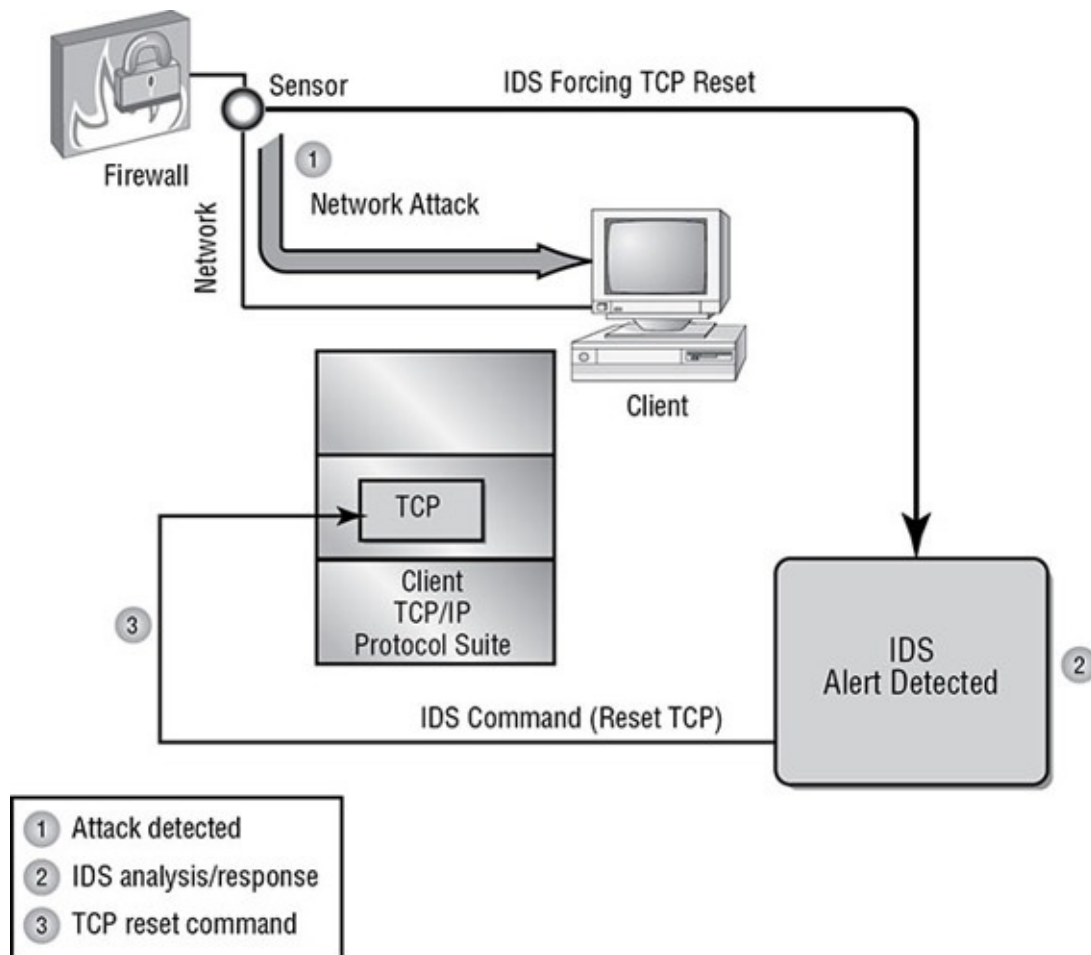 Sensor
IDS Forcing TCP Reset
Firewall
1
Network Attack
Network
Client
TCP
Client
TCP/IP
Protocol Suite
3
IDS
Alert Detected
2
IDS Command (Reset TCP)
1 Attack detected
2 IDS analysis/response
3 TCP reset command